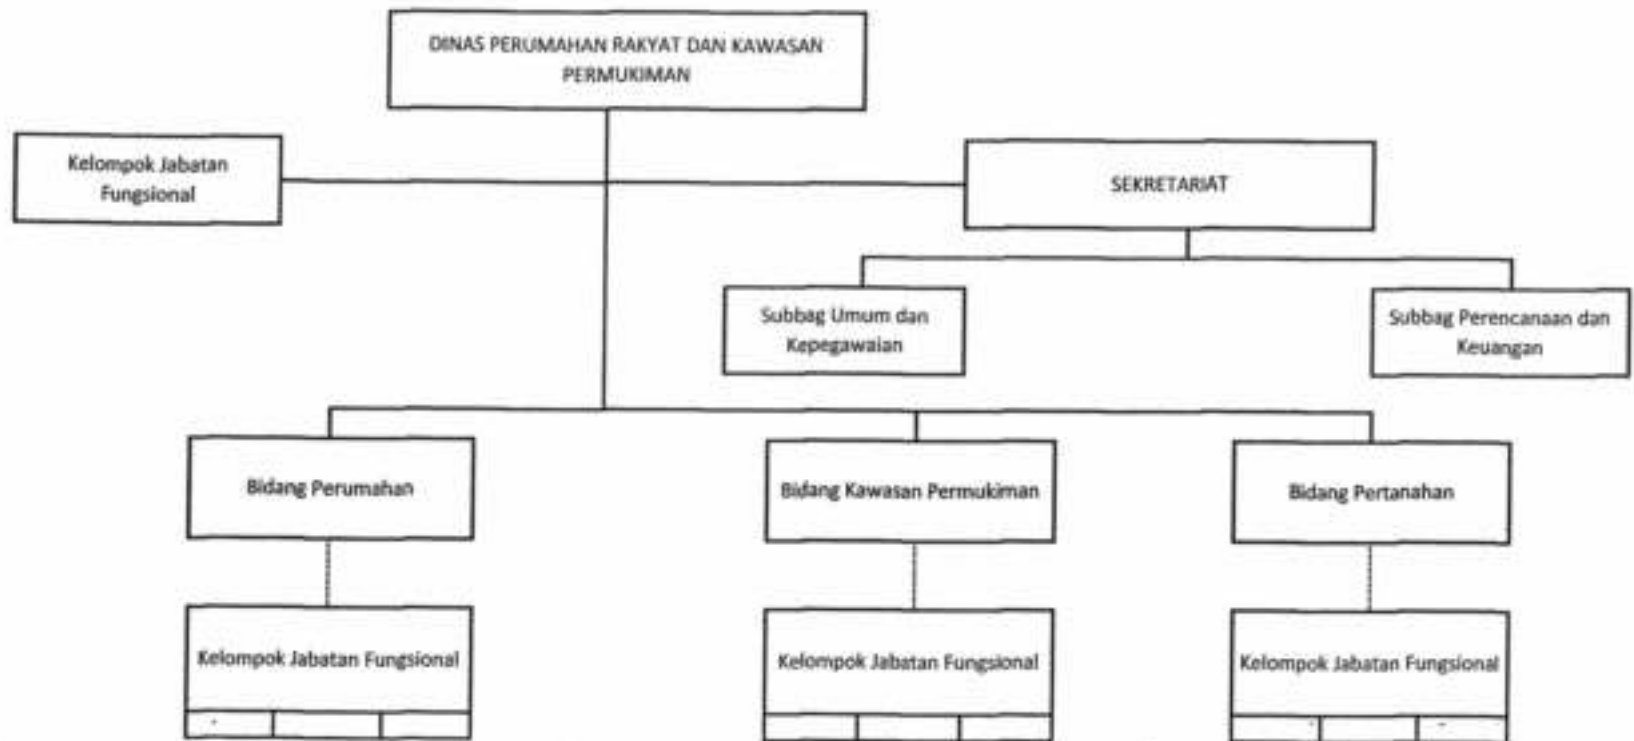 DINAS PERUMAHAN RAKYAT DAN KAWASAN
PERMUKIMAN
Kelompok Jabatan
Fungsional
SEKRETARIAT
Subbag Umum dan
Kepegawaian
Subbag Perencanaan dan
Keuangan
Bidang Perumahan
Bidang Kawasan Permukiman
Bidang Pertanahan
Kelompok Jabatan Fungsional
Kelompok Jabatan Fungsional
Kelompok Jabatan Fungsional